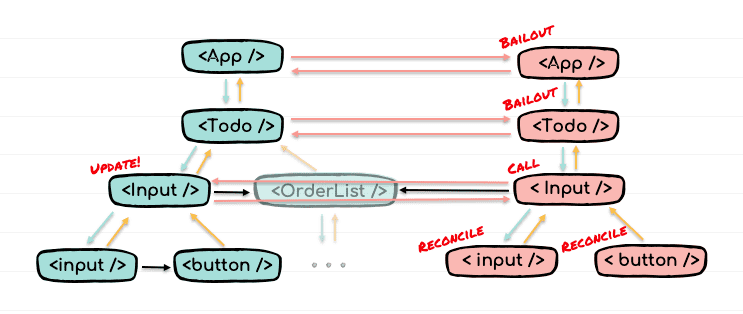 BAILOUT
<App />
<App />
BAILOUT
<Todo />
<Todo />
UPDATE!
CALL
<Input />
<OrderList />
< Input />
RECONCILE
RECONCILE
<input />
<button />
...
< input />
< button />